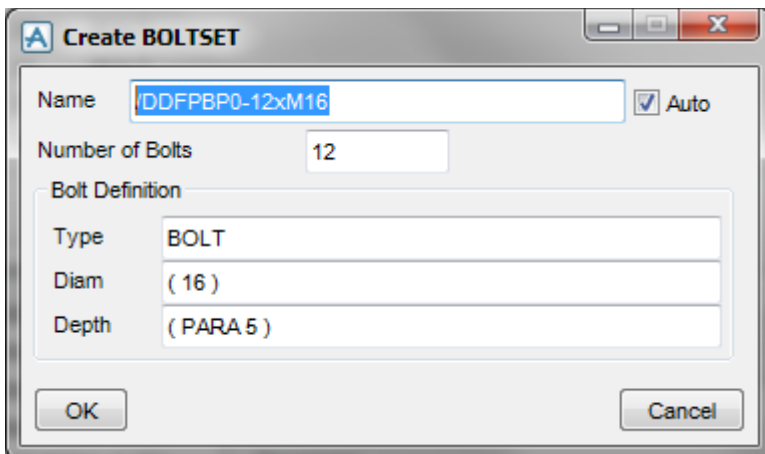 Create BOLTSET
Name /DDFPBP0-12xM16 Auto
Number of Bolts 12
Bolt Definition
Type BOLT
Diam ( 16 )
Depth ( PARA 5 )
OK Cancel